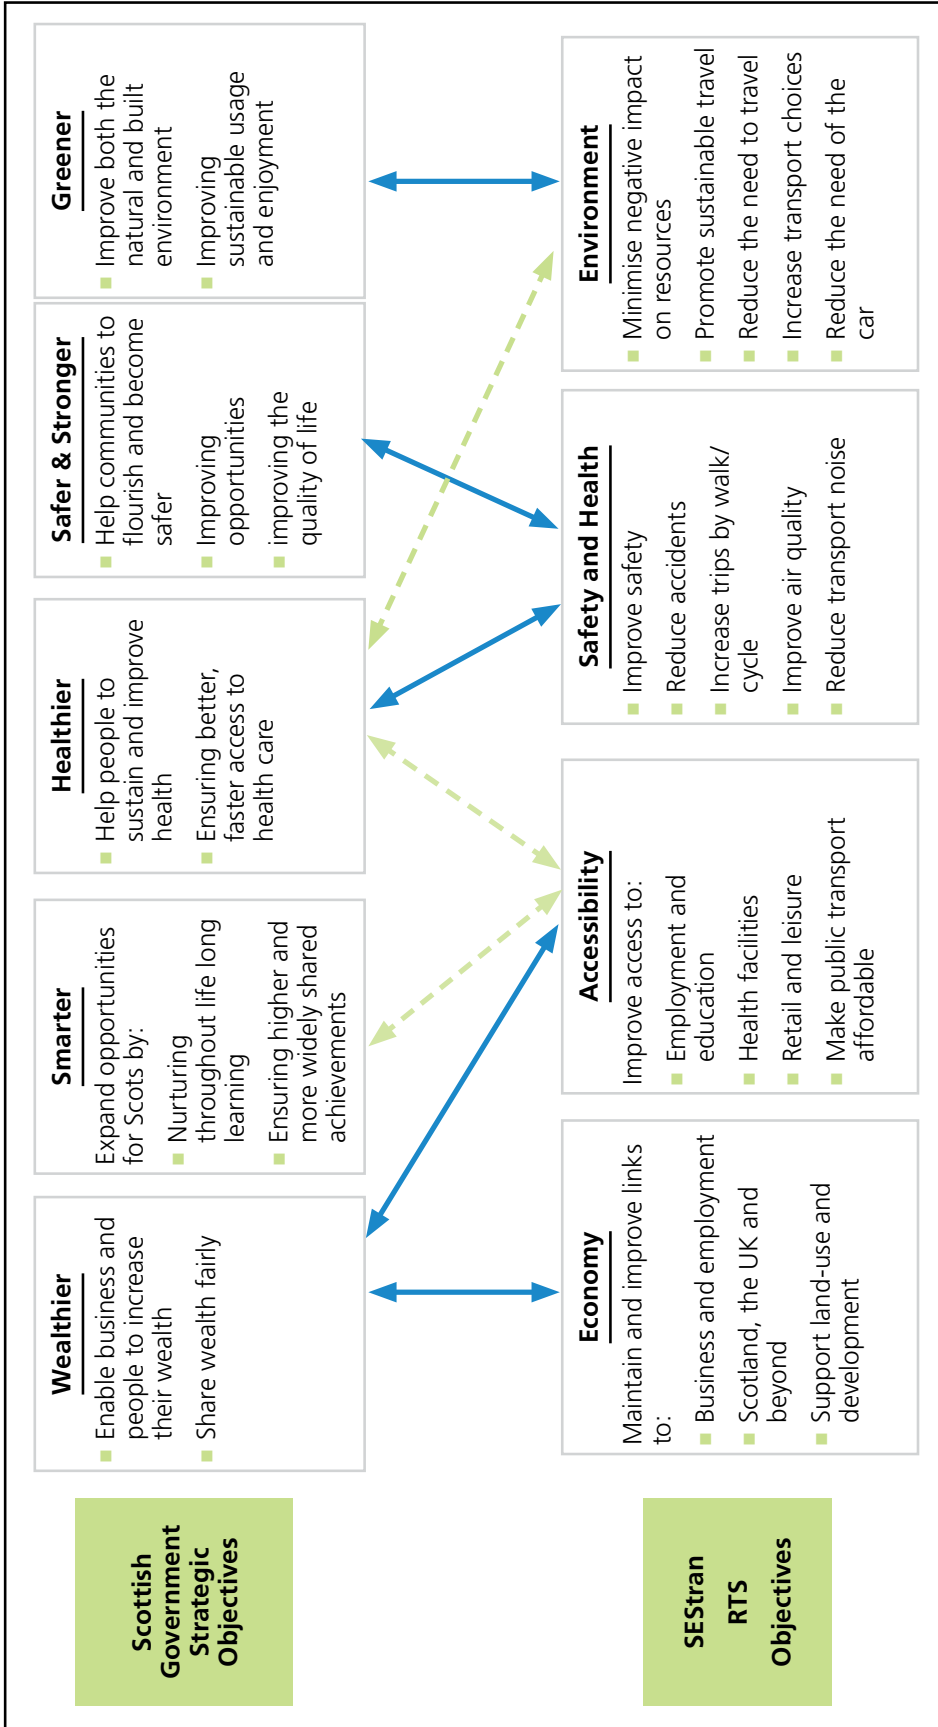 Scottish
Government
Strategic
Objectives
Wealthier
Enable business and
people to increase
their wealth
Share wealth fairly
Smarter
Expand opportunities
for Scots by:
Nurturing
throughout life long
learning
Ensuring higher and
more widely shared
achievements
Healthier
Help people to
sustain and improve
health
Ensuring better,
faster access to
health care
Safer & Stronger
Help communities to
flourish and become
safer
Improving
opportunities
improving the
quality of life
Greener
Improve both the
natural and built
environment
Improving
sustainable usage
and enjoyment
SEStran
RTS
Objectives
Economy
Maintain and improve links
to:
Business and employment
Scotland, the UK and
beyond
Support land-use and
development
Accessibility
Improve access to:
Employment and
education
Health facilities
Retail and leisure
Make public transport
affordable
Safety and Health
Improve safety
Reduce accidents
Increase trips by walk/
cycle
Improve air quality
Reduce transport noise
Environment
Minimise negative impact
on resources
Promote sustainable travel
Reduce the need to travel
Increase transport choices
Reduce the need of the
car